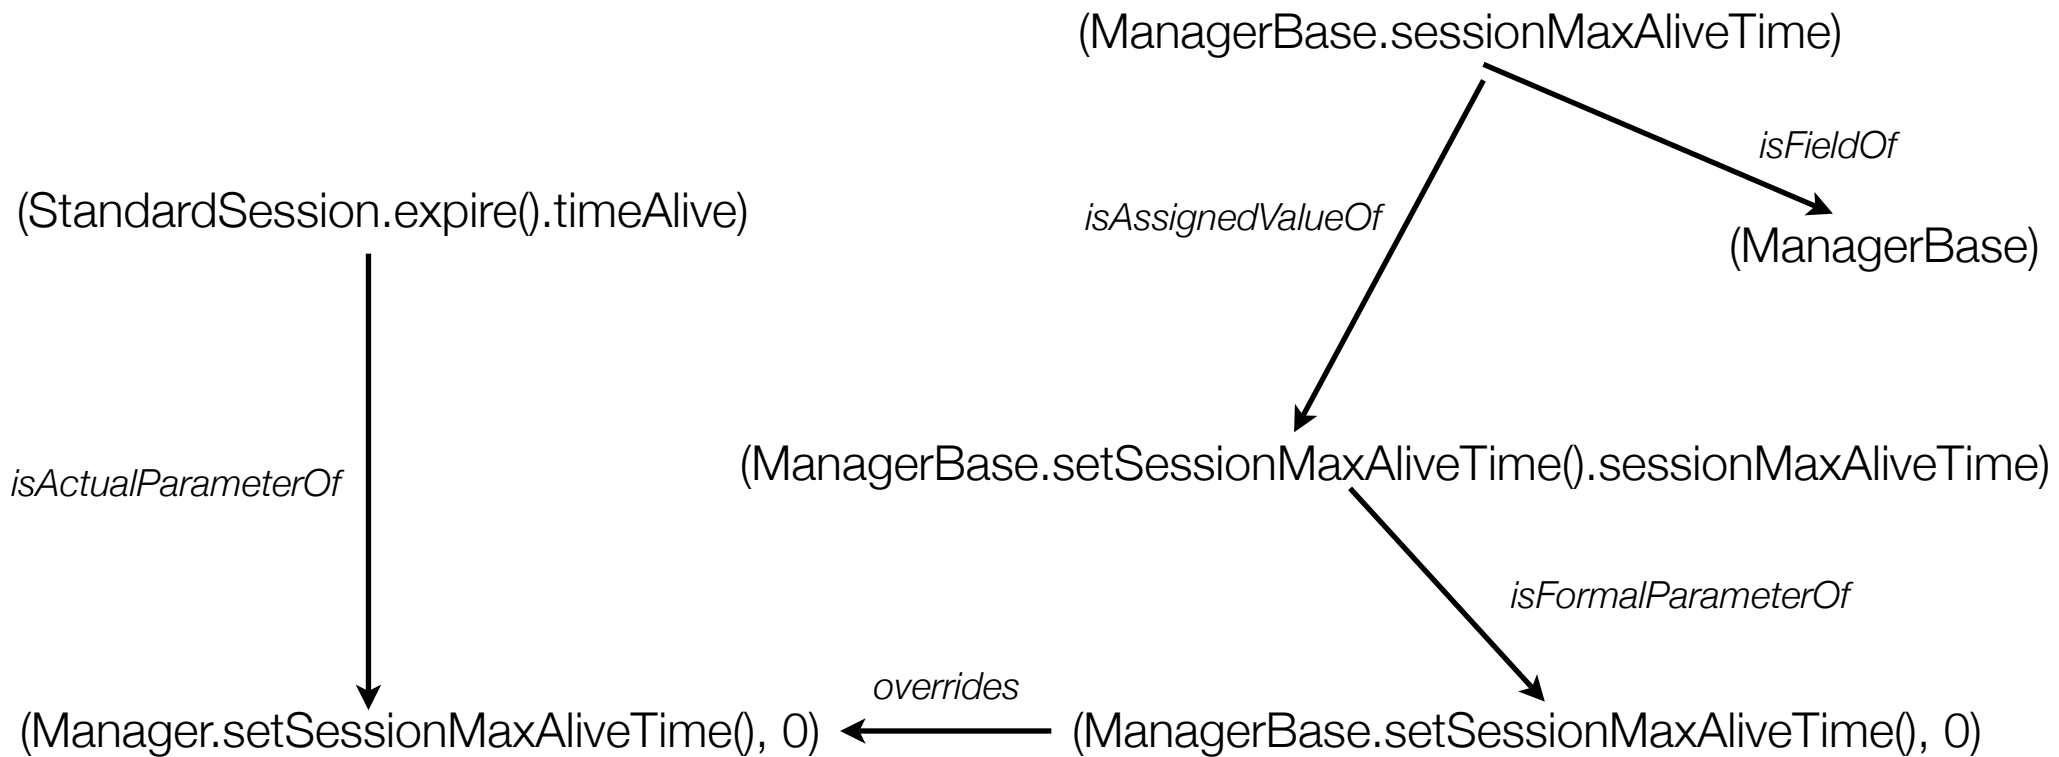 (ManagerBase.sessionMaxAliveTime)
isFieldOf
(StandardSession.expire().timeAlive)
isAssignedValueOf
(ManagerBase)
(ManagerBase.setSessionMaxAliveTime().sessionMaxAliveTime)
isActualParameterOf
isFormalParameterOf
overrides
(Manager.setSessionMaxAliveTime(), 0)
(ManagerBase.setSessionMaxAliveTime(), 0)